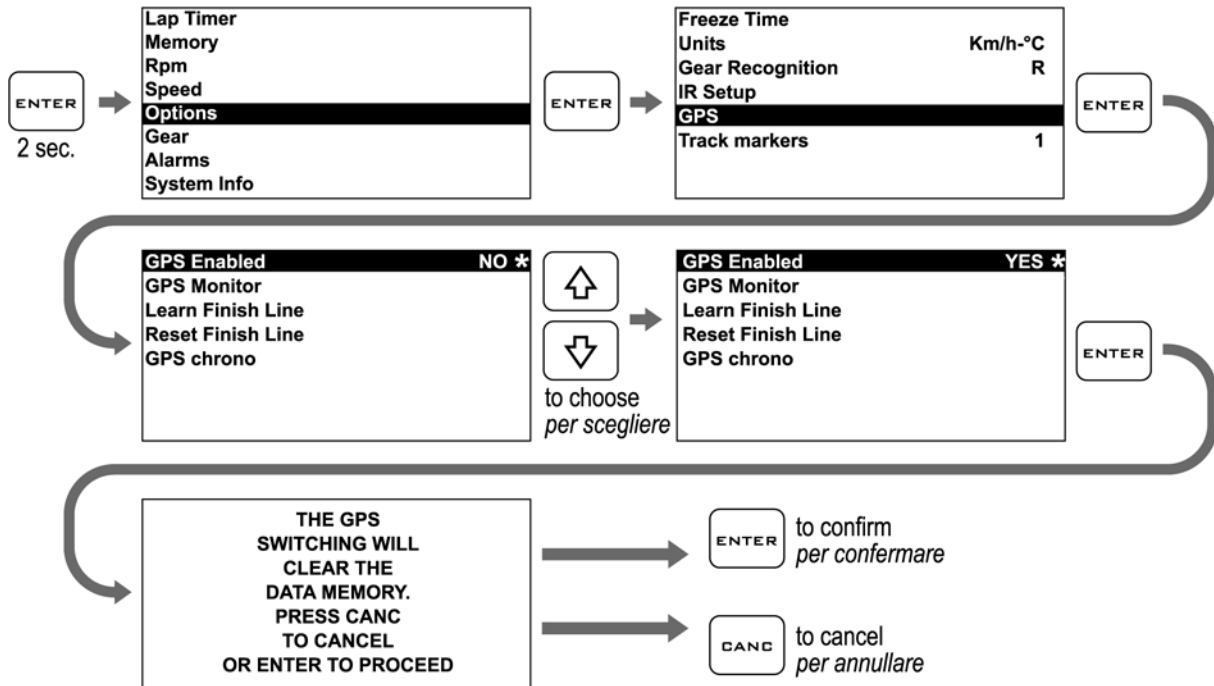 ENTER
2 sec.
Lap Timer
Memory
Rpm
Speed
Options
Gear
Alarms
System Info
ENTER
Freeze Time
Units Km/h-°C
Gear Recognition R
IR Setup
GPS
Track markers 1
ENTER
GPS Enabled NO *
GPS Monitor
Learn Finish Line
Reset Finish Line
GPS chrono
to choose
per scegliere
GPS Enabled YES *
GPS Monitor
Learn Finish Line
Reset Finish Line
GPS chrono
ENTER
THE GPS
SWITCHING WILL
CLEAR THE
DATA MEMORY.
PRESS CANC
TO CANCEL
OR ENTER TO PROCEED
ENTER
to confirm
per confermare
CANC
to cancel
per annullare